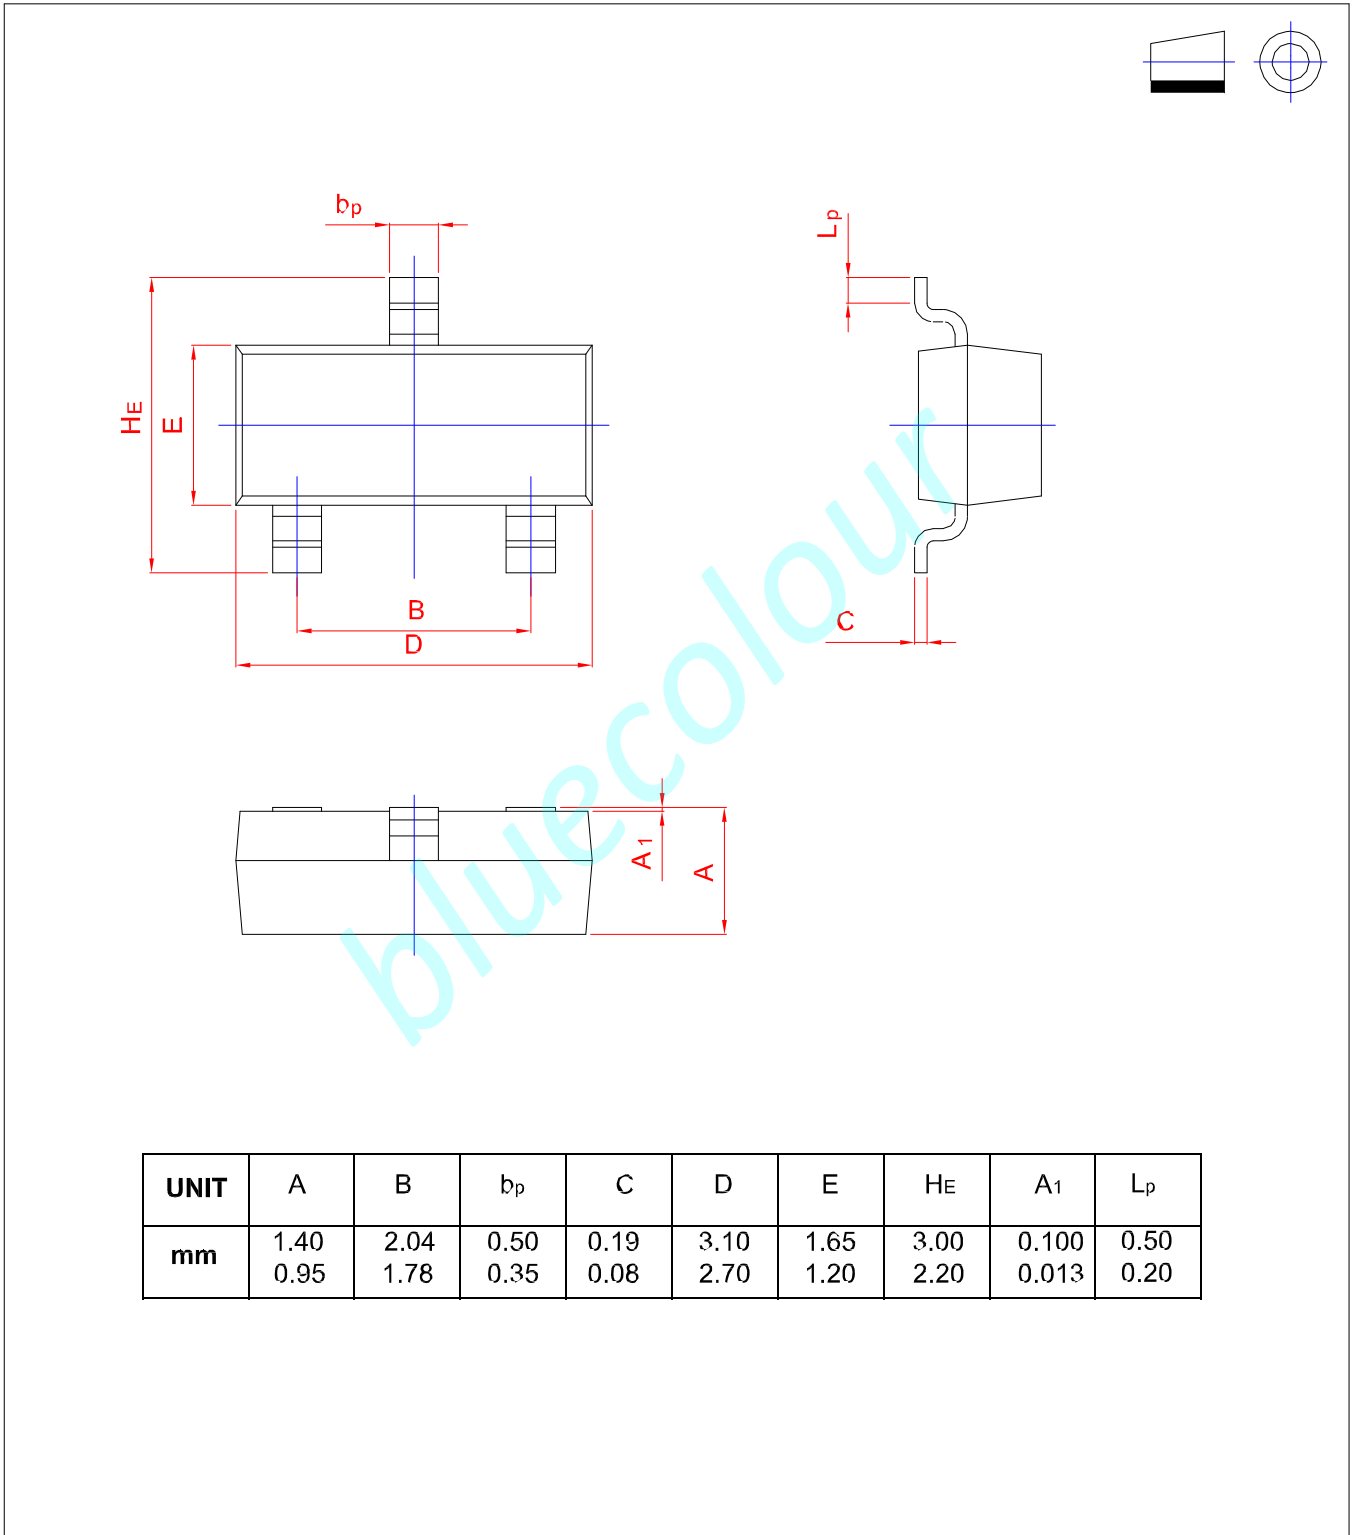 bp
Lp
HE
E
B
D
C
A1
A
bluecolour
UNIT A B bp C D E HE A1 Lp
mm 1.40 2.04 0.50 0.19 3.10 1.65 3.00 0.100 0.50
0.95 1.78 0.35 0.08 2.70 1.20 2.20 0.013 0.20